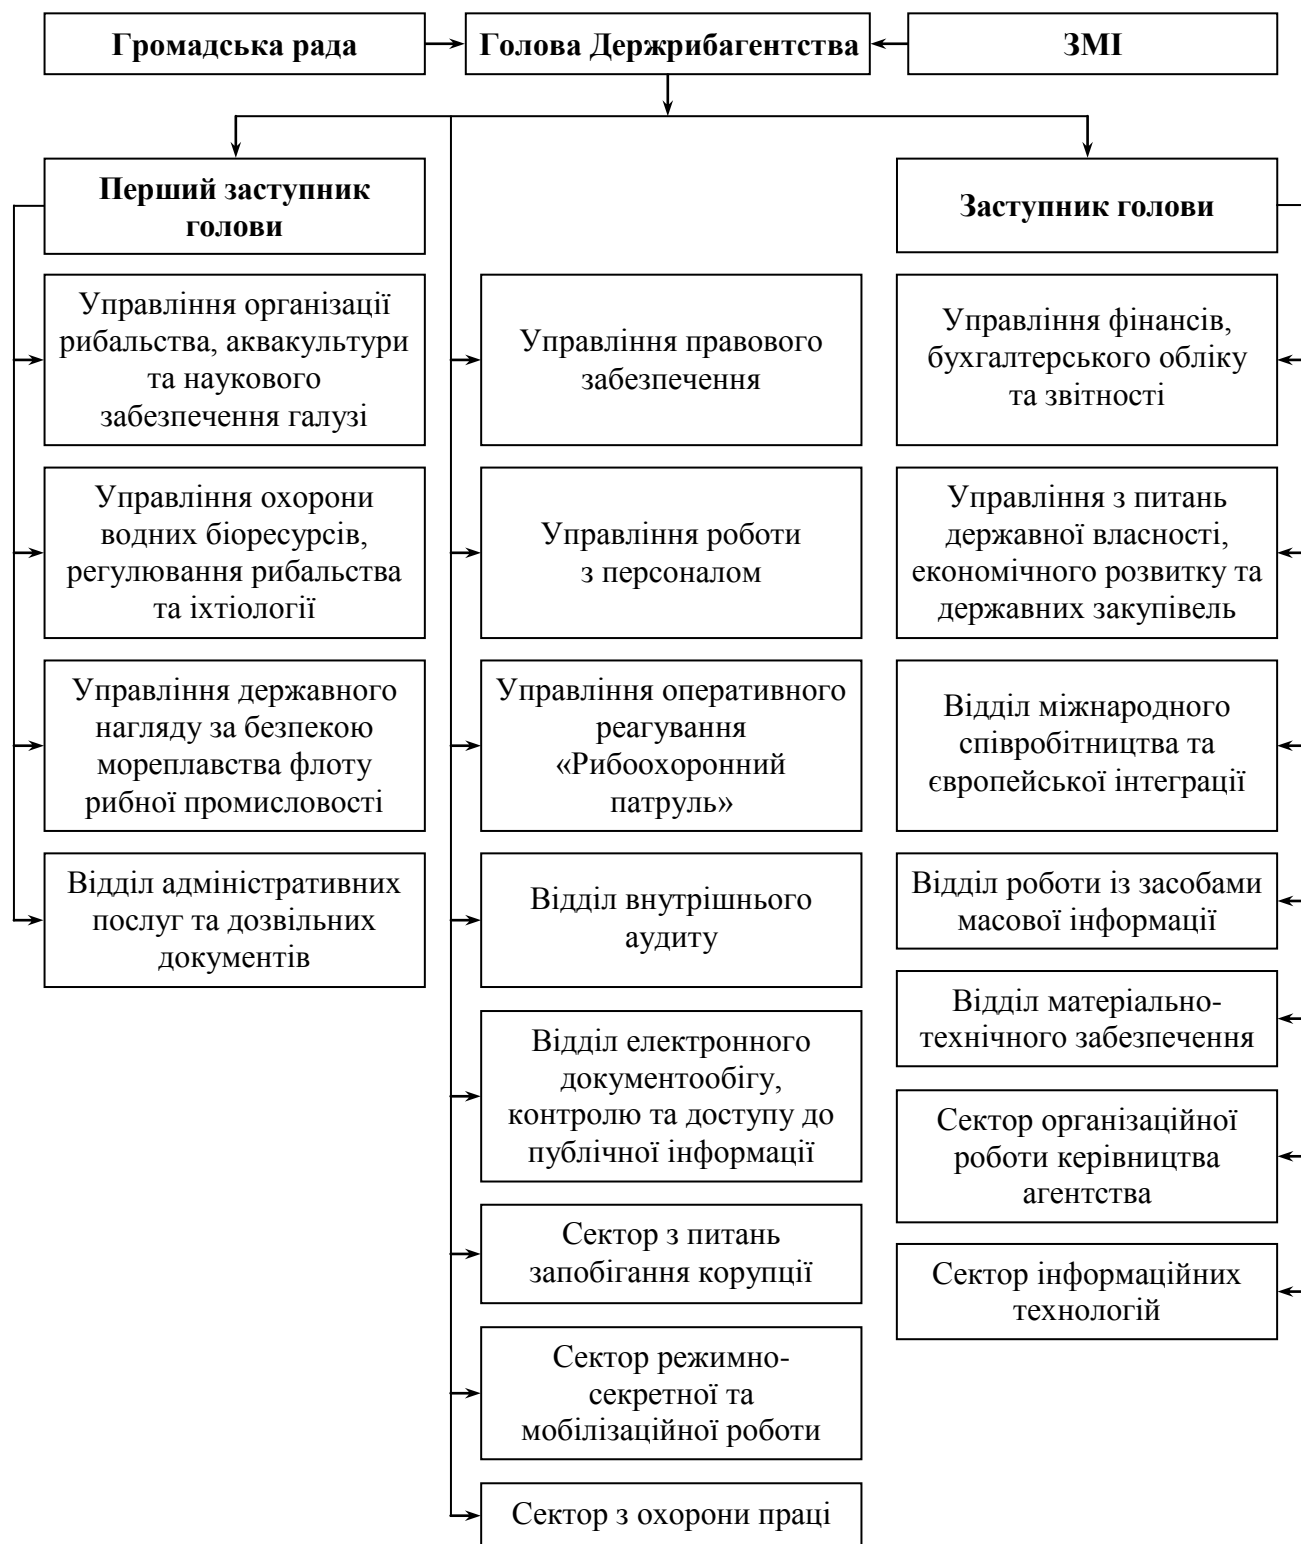 Громадська рада
Голова Держрибагентства
ЗМІ
Перший заступник
голови
Заступник голови
Управління організації
рибальства, аквакультури
та наукового
забезпечення галузі
Управління охорони
водних біоресурсів,
регулювання рибальства
та іхтіології
Управління державного
нагляду за безпекою
мореплавства флоту
рибної промисловості
Відділ адміністративних
послуг та дозвільних
документів
Управління правового
забезпечення
Управління роботи
з персоналом
Управління оперативного
реагування
«Рибоохоронний
патруль»
Відділ внутрішнього
аудиту
Відділ електронного
документообігу,
контролю та доступу до
публічної інформації
Сектор з питань
запобігання корупції
Сектор режимно-
секретної та
мобілізаційної роботи
Сектор з охорони праці
Управління фінансів,
бухгалтерського обліку
та звітності
Управління з питань
державної власності,
економічного розвитку та
державних закупівель
Відділ міжнародного
співробітництва та
європейської інтеграції
Відділ роботи із засобами
масової інформації
Відділ матеріально-
технічного забезпечення
Сектор організаційної
роботи керівництва
агентства
Сектор інформаційних
технологій